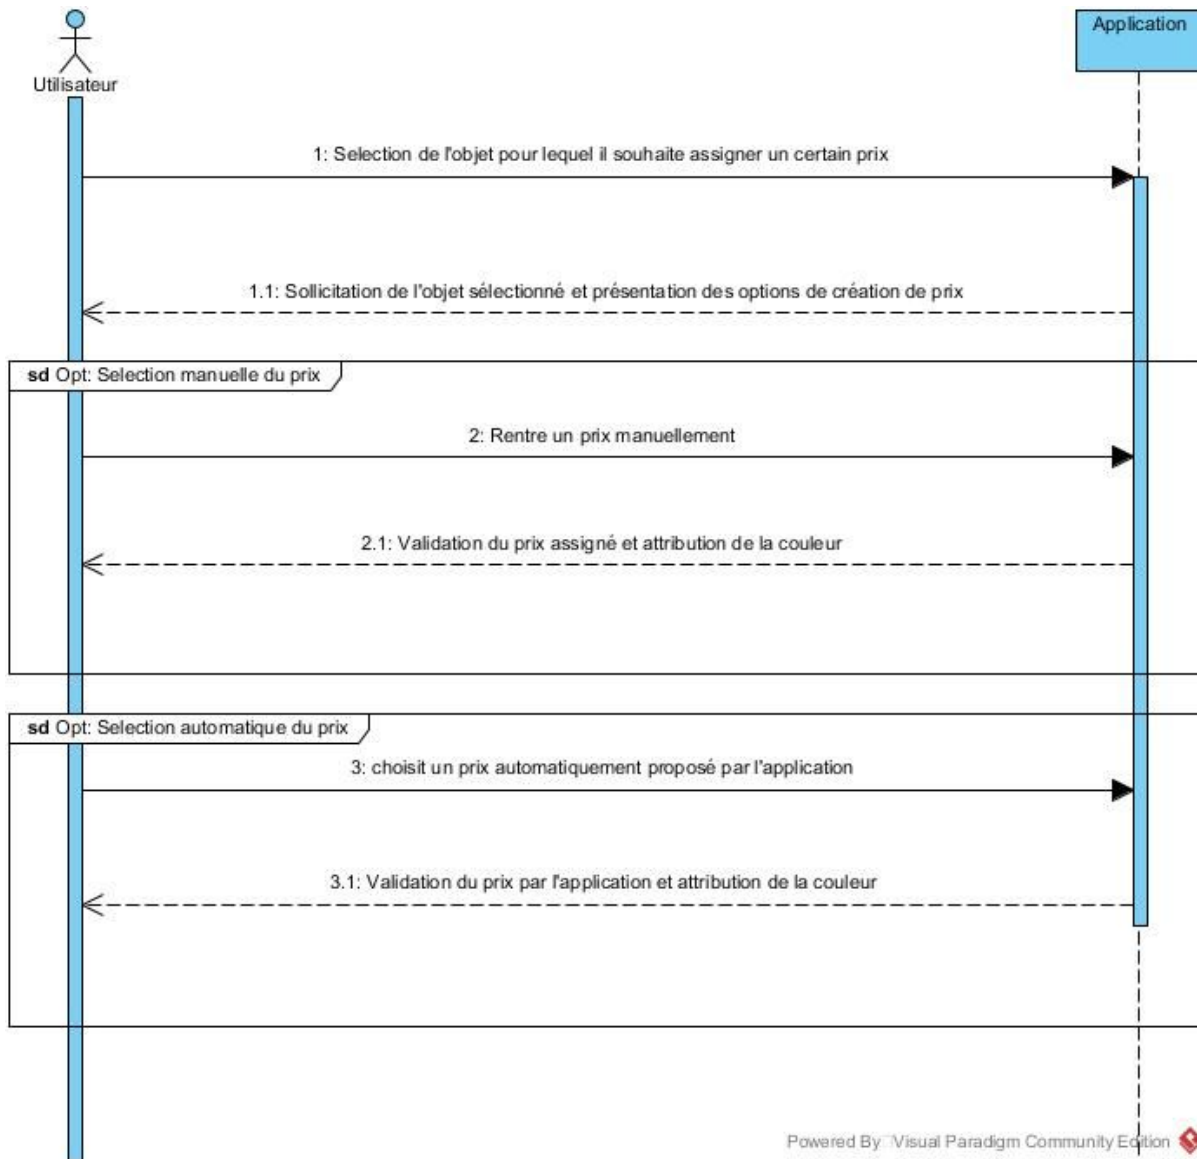 Application
Utilisateur
1: Selection de l'objet pour lequel il souhaite assigner un certain prix
1.1: Sollicitation de l'objet sélectionné et présentation des options de création de prix
sd Opt: Selection manuelle du prix
2: Rentre un prix manuellement
2.1: Validation du prix assigné et attribution de la couleur
sd Opt: Selection automatique du prix
3: choisit un prix automatiquement proposé par l'application
3.1: Validation du prix par l'application et attribution de la couleur
Powered By Visual Paradigm Community Edition